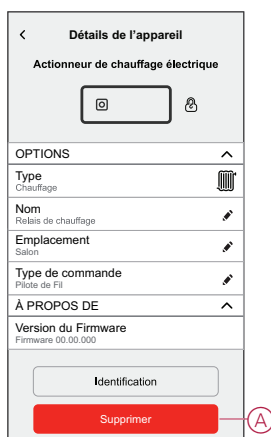 Détails de l'appareil
Actionneur de chauffage électrique
OPTIONS
Type
Chauffage
Nom
Relais de chauffage
Emplacement
Salon
Type de commande
Pilote de Fil
À PROPOS DE
Version du Firmware
Firmware 00.00.000
Identification
Supprimer
A